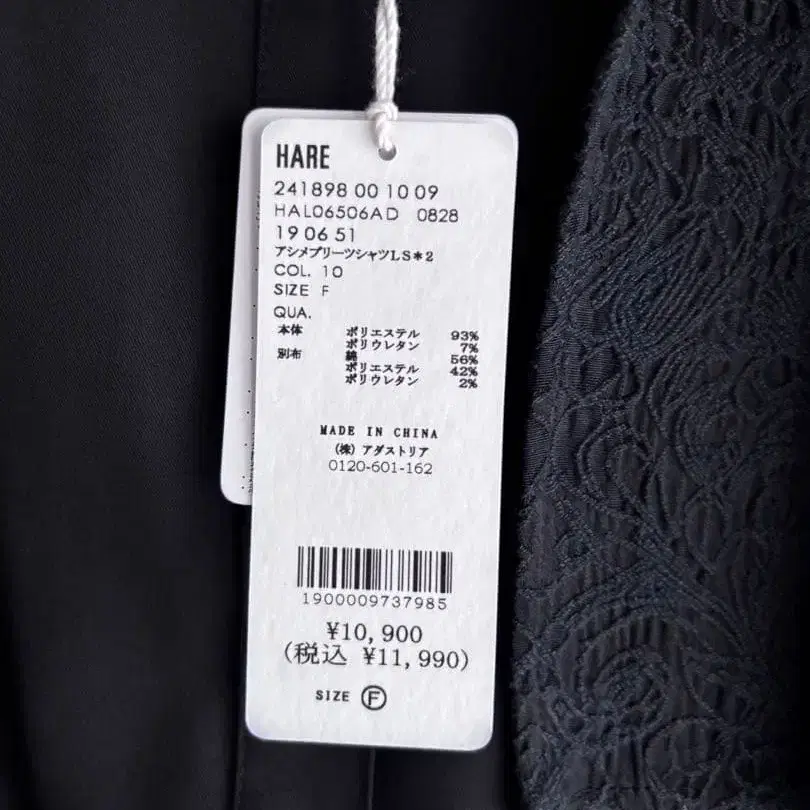 HARE
241898 00 10 09
HAL06506AD 0828
19 06 51
アシメプリーツシャツLS*2
COL. 10
SIZE F
QUA.
本体 ポリエステル 93%
ポリウレタン 7%
別布 綿 56%
ポリエステル 42%
ポリウレタン 2%
MADE IN CHINA
(株) アダストリア
0120-601-162
1900009737985
¥10,900
(税込 ¥11,990)
SIZE F